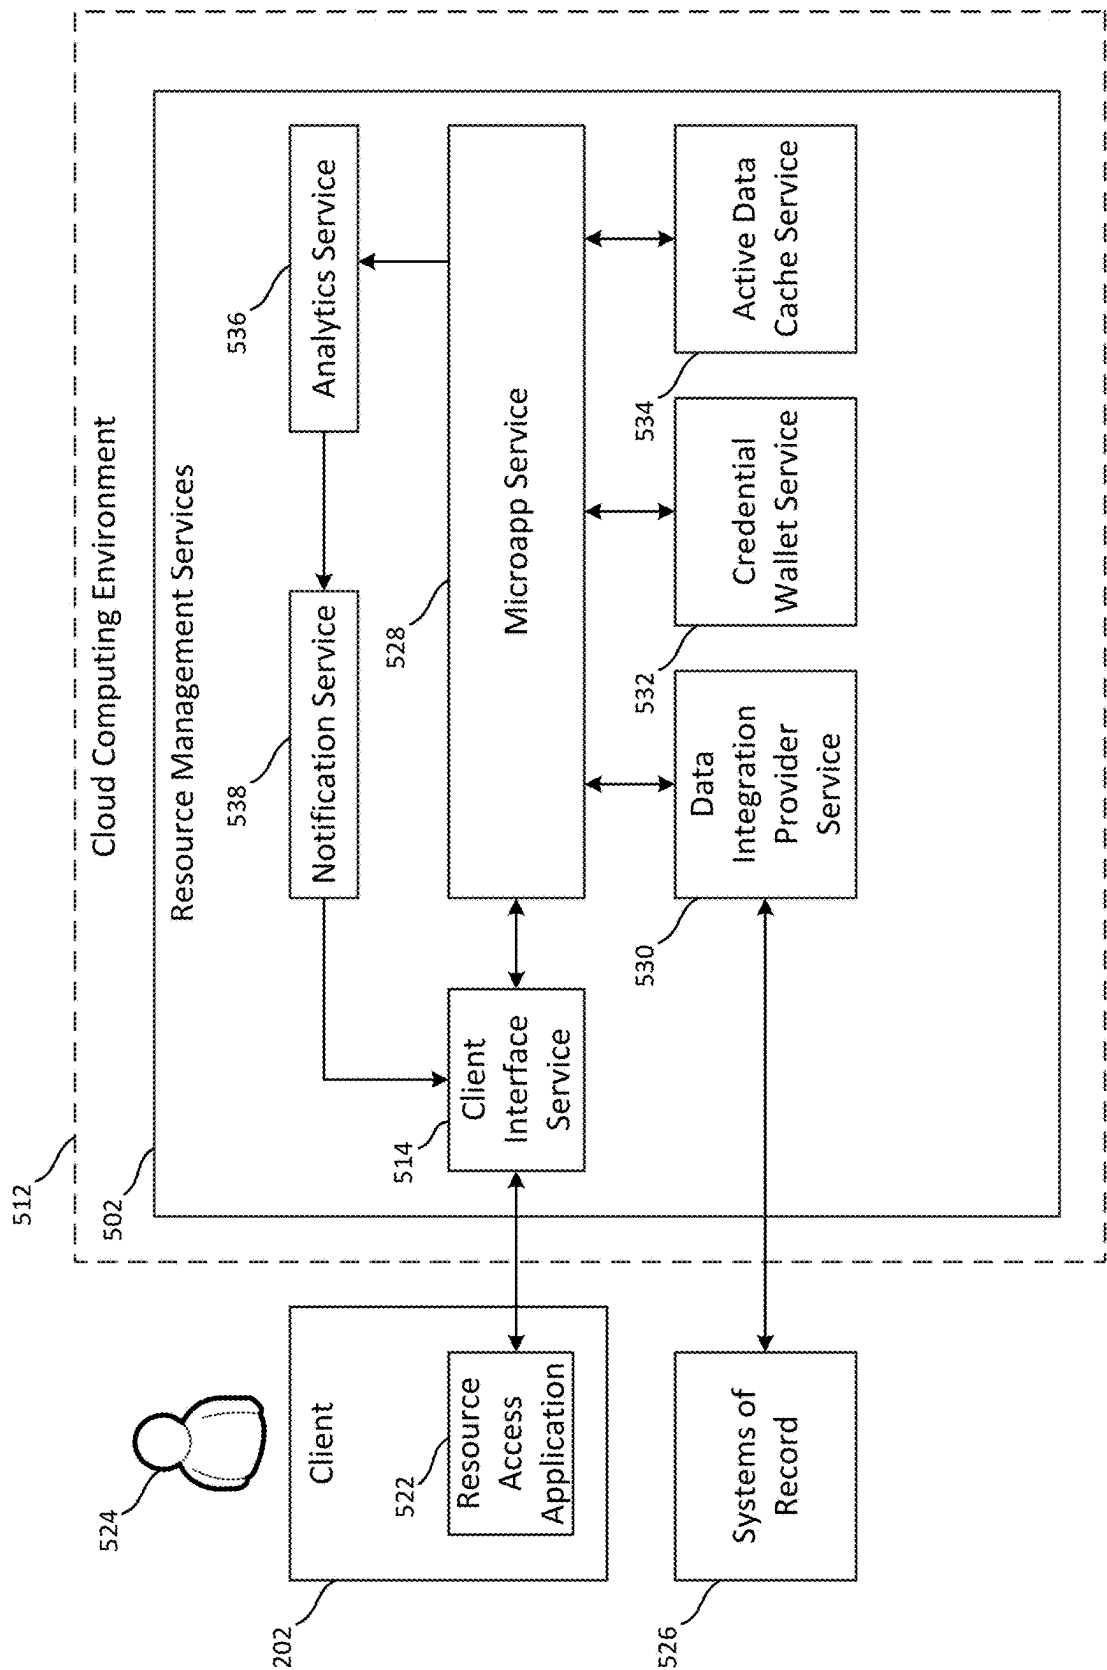 512
Cloud Computing Environment
502
Resource Management Services
524
202
Client
522
Resource
Access
Application
526
Systems of
Record
514
Client
Interface
Service
538
Notification Service
536
Analytics Service
528
Microapp Service
530
Data
Integration
Provider
Service
532
Credential
Wallet Service
534
Active Data
Cache Service